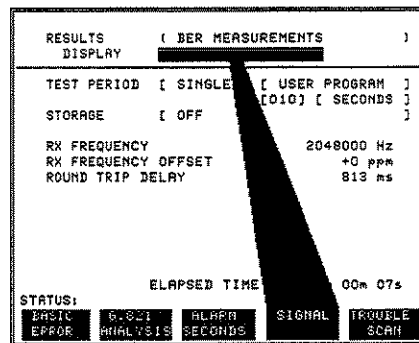 RESULTS [ BER MEASUREMENTS ]
DISPLAY
TEST PERIOD [ SINGLE [ USER PROGRAM ]
[010] [ SECONDS ]
STORAGE [ OFF ]
RX FREQUENCY 2048000 Hz
RX FREQUENCY OFFSET +0 ppm
ROUND TRIP DELAY 813 ms
ELAPSED TIME 00m 07s
STATUS:
BASIC G.821 ALARM SIGNAL TROUBLE
ERROR ANALYSIS SECONDS SCAN